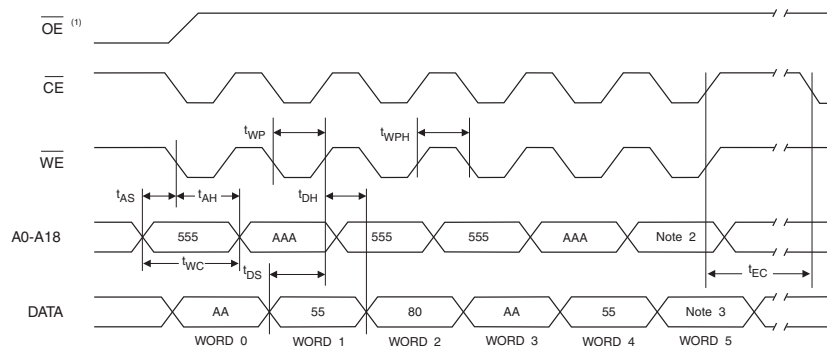 OE (1)
CE
tWP tWPH
WE
tAS tAH tDH
A0-A18 555 AAA 555 555 AAA Note 2
tWC tDS tEC
DATA AA 55 80 AA 55 Note 3
WORD 0 WORD 1 WORD 2 WORD 3 WORD 4 WORD 5